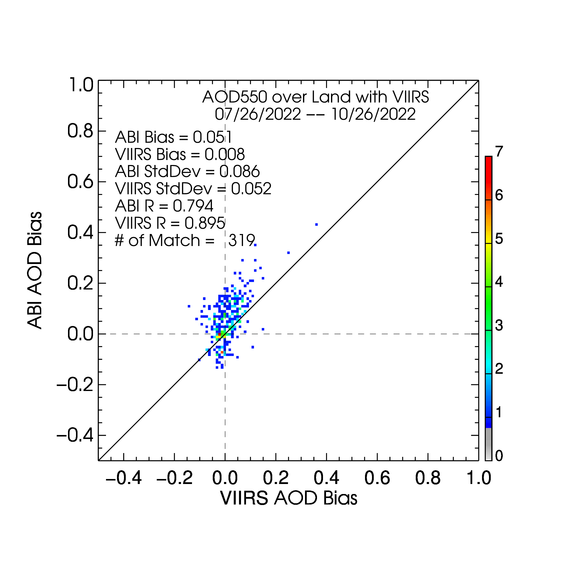 AOD550 over Land with VIIRS
07/26/2022 −− 10/26/2022
ABI Bias = 0.051
VIIRS Bias = 0.008
ABI StdDev = 0.086
VIIRS StdDev = 0.052
ABI R = 0.794
VIIRS R = 0.895
# of Match = 319
ABI AOD Bias
1.0
0.8
0.6
0.4
0.2
0.0
−0.2
−0.4
−0.4 −0.2 0.0 0.2 0.4 0.6 0.8 1.0
VIIRS AOD Bias
7
6
5
4
3
2
1
0